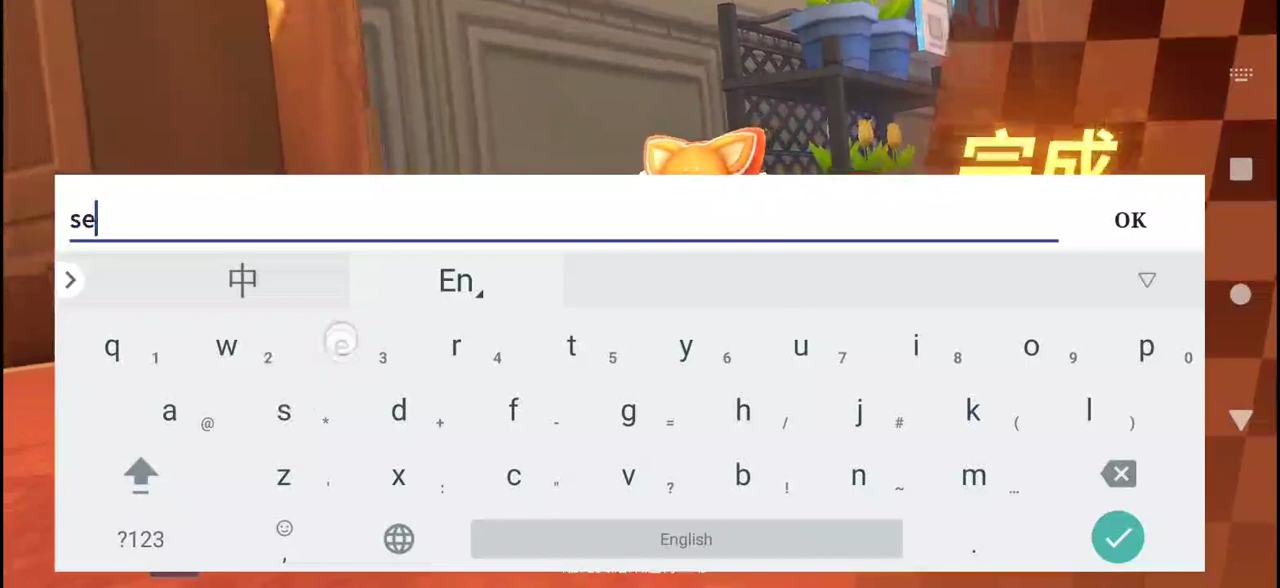 完成
se
OK
中
En
q 1 w 2 e 3 r 4 t 5 y 6 u 7 i 8 o 9 p 0
a @ s * d + f - g = h / j # k ( l )
z ' x : c " v ? b ! n ~ m …
?123 , English .